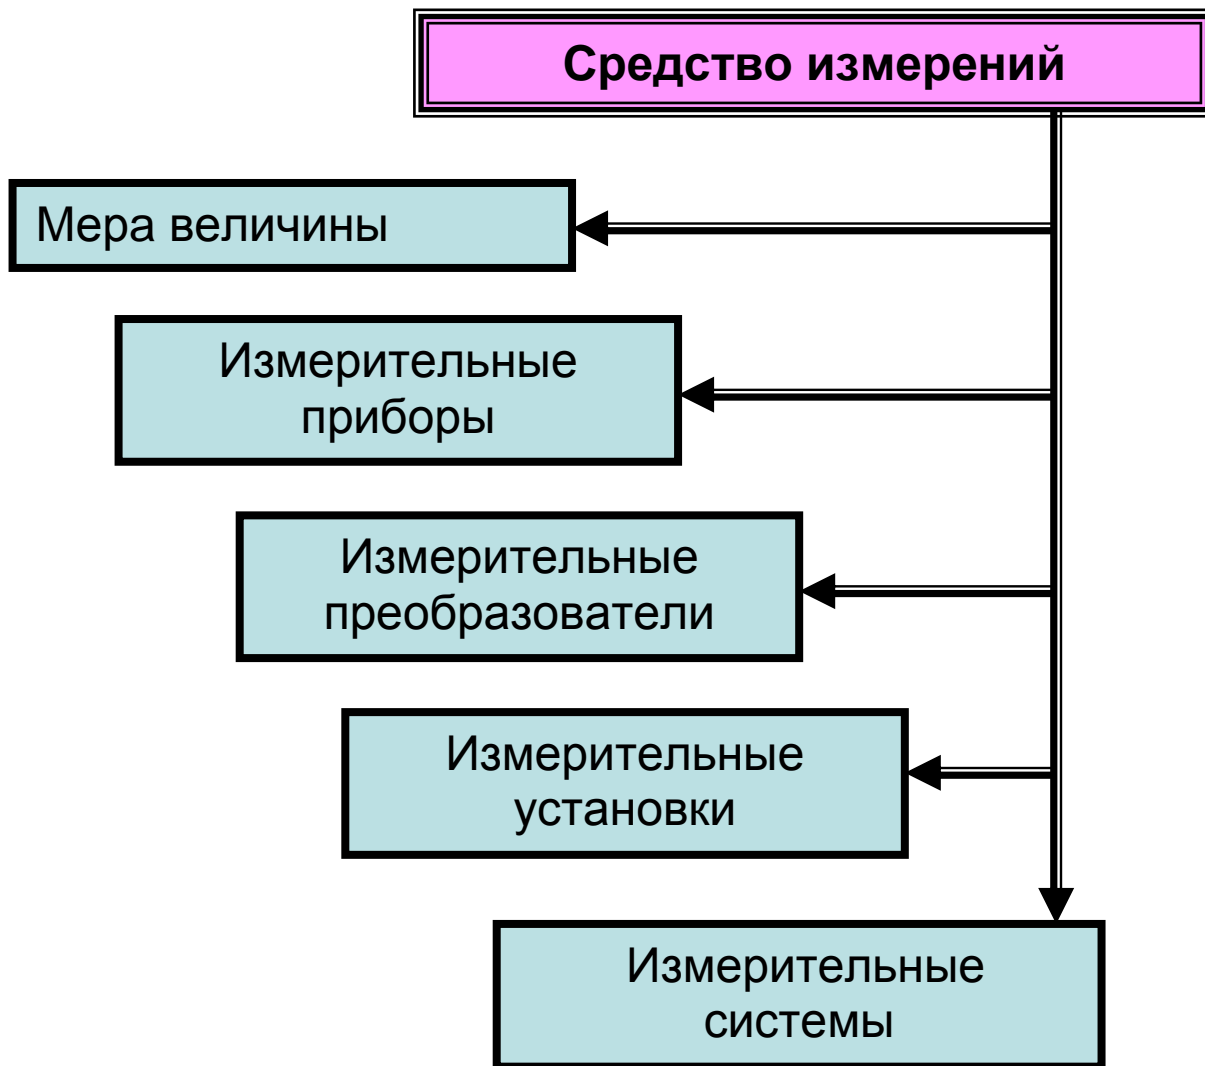 Средство измерений
Мера величины
Измерительные
приборы
Измерительные
преобразователи
Измерительные
установки
Измерительные
системы